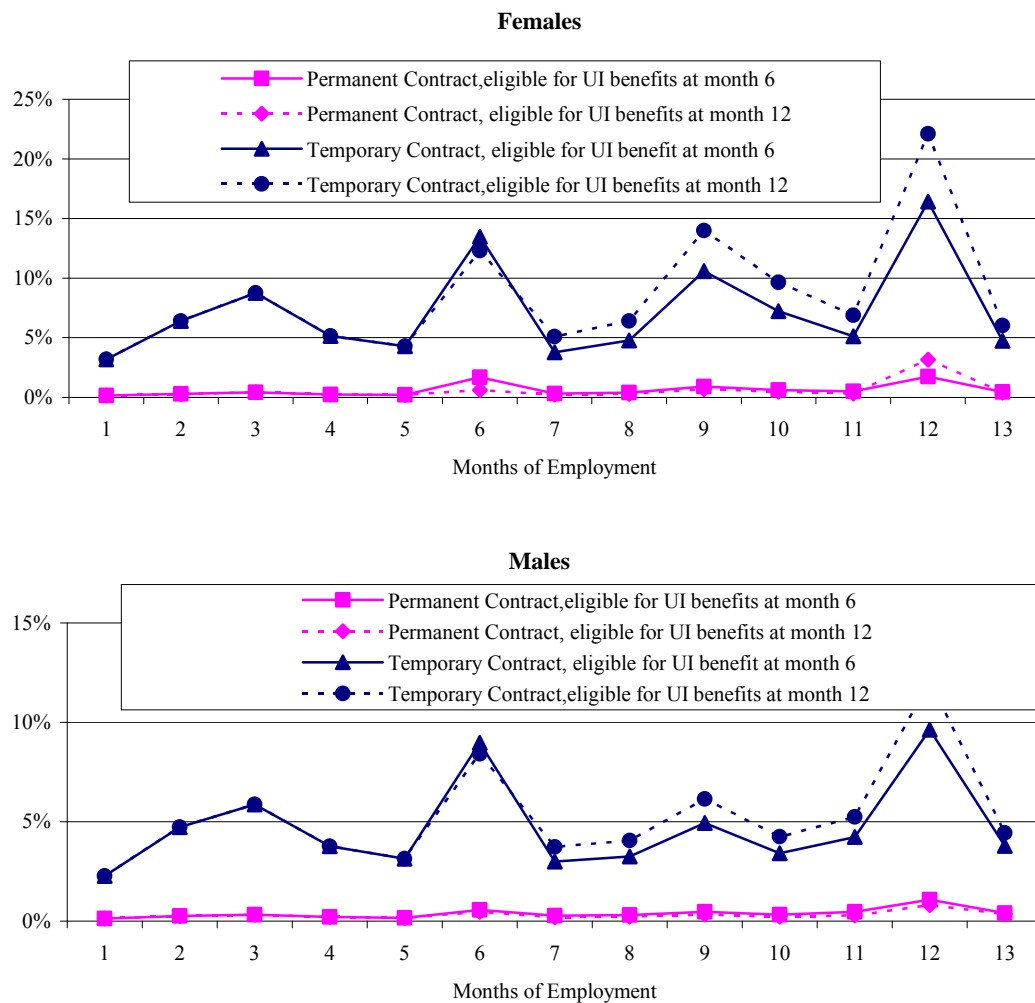 Females
Permanent Contract,eligible for UI benefits at month 6
Permanent Contract, eligible for UI benefits at month 12
Temporary Contract, eligible for UI benefit at month 6
Temporary Contract,eligible for UI benefits at month 12
25%
20%
15%
10%
5%
0%
1 2 3 4 5 6 7 8 9 10 11 12 13
Months of Employment
Males
Permanent Contract,eligible for UI benefits at month 6
Permanent Contract, eligible for UI benefits at month 12
Temporary Contract, eligible for UI benefit at month 6
Temporary Contract,eligible for UI benefits at month 12
15%
10%
5%
0%
1 2 3 4 5 6 7 8 9 10 11 12 13
Months of Employment